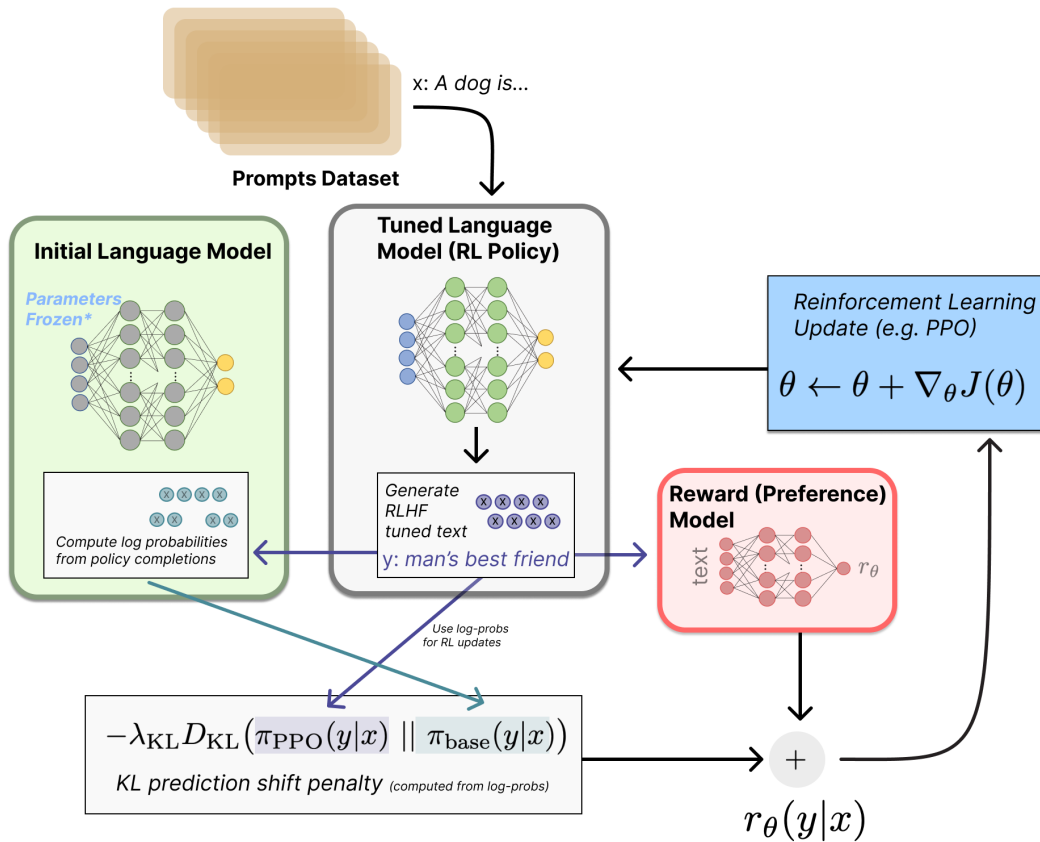 x: A dog is...
Prompts Dataset
Initial Language Model
Parameters
Frozen*
Tuned Language
Model (RL Policy)
Reinforcement Learning
Update (e.g. PPO)
θ ← θ + ∇θJ(θ)
X X X X
X X X X
Compute log probabilities
from policy completions
Generate
RLHF
tuned text
X X X X
X X X X
y: man's best friend
Reward (Preference)
Model
text
rθ
Use log-probs
for RL updates
−λKL DKL(πPPO(y|x) || πbase(y|x))
KL prediction shift penalty (computed from log-probs)
+
rθ(y|x)